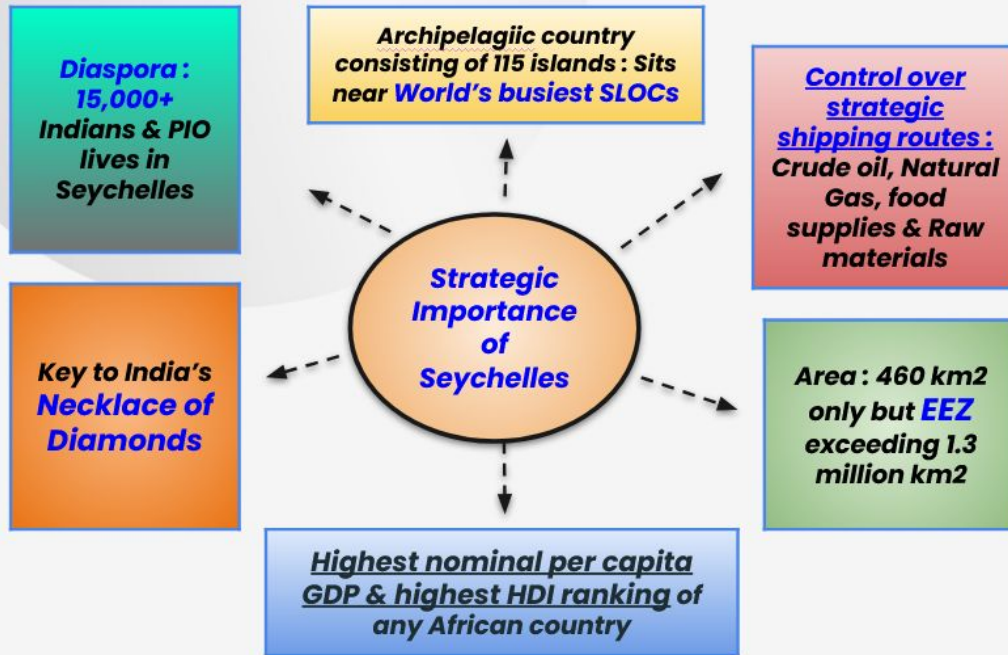 Diaspora :
15,000+
Indians & PIO
lives in
Seychelles
Archipelagiic country
consisting of 115 islands : Sits
near World's busiest SLOCs
Control over
strategic
shipping routes :
Crude oil, Natural
Gas, food
supplies & Raw
materials
Strategic
Importance
of
Seychelles
Key to India's
Necklace of
Diamonds
Area : 460 km2
only but EEZ
exceeding 1.3
million km2
Highest nominal per capita
GDP & highest HDI ranking of
any African country